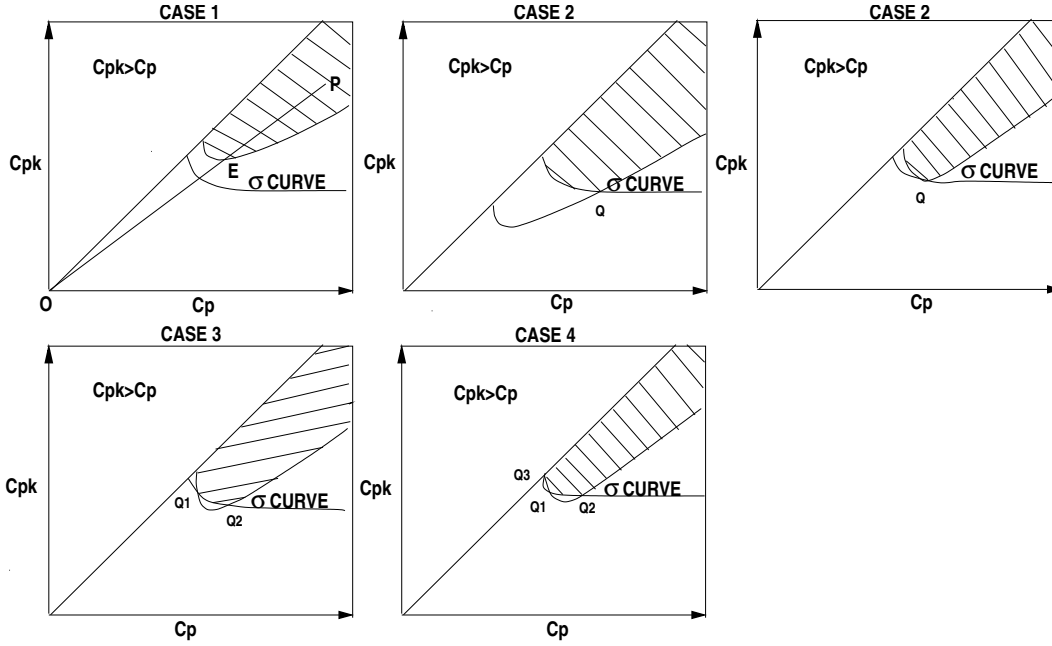 CASE 1
Cpk>Cp
P
Cpk
E
σ CURVE
O
Cp
CASE 2
Cpk>Cp
Cpk
σ CURVE
Q
Cp
CASE 2
Cpk>Cp
Cpk
σ CURVE
Q
Cp
CASE 3
Cpk>Cp
Cpk
Q1
σ CURVE
Q2
Cp
CASE 4
Cpk>Cp
Q3
Cpk
σ CURVE
Q1
Q2
Cp